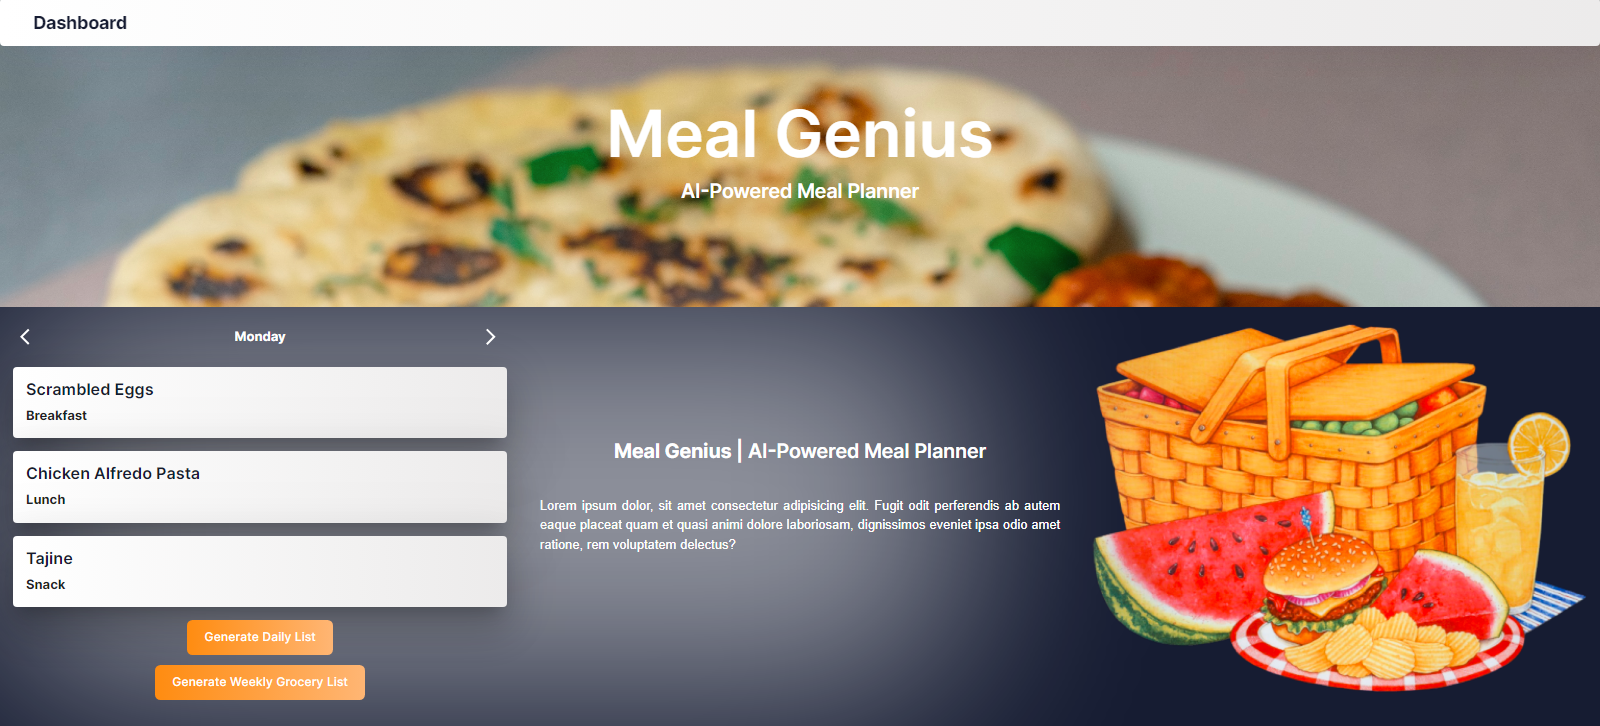 Dashboard
Meal Genius
AI-Powered Meal Planner
Monday
Scrambled Eggs
Breakfast
Chicken Alfredo Pasta
Lunch
Tajine
Snack
Generate Daily List
Generate Weekly Grocery List
Meal Genius | AI-Powered Meal Planner
Lorem ipsum dolor, sit amet consectetur adipisicing elit. Fugit odit perferendis ab autem
eaque placeat quam et quasi animi dolore laboriosam, dignissimos eveniet ipsa odio amet
ratione, rem voluptatem delectus?